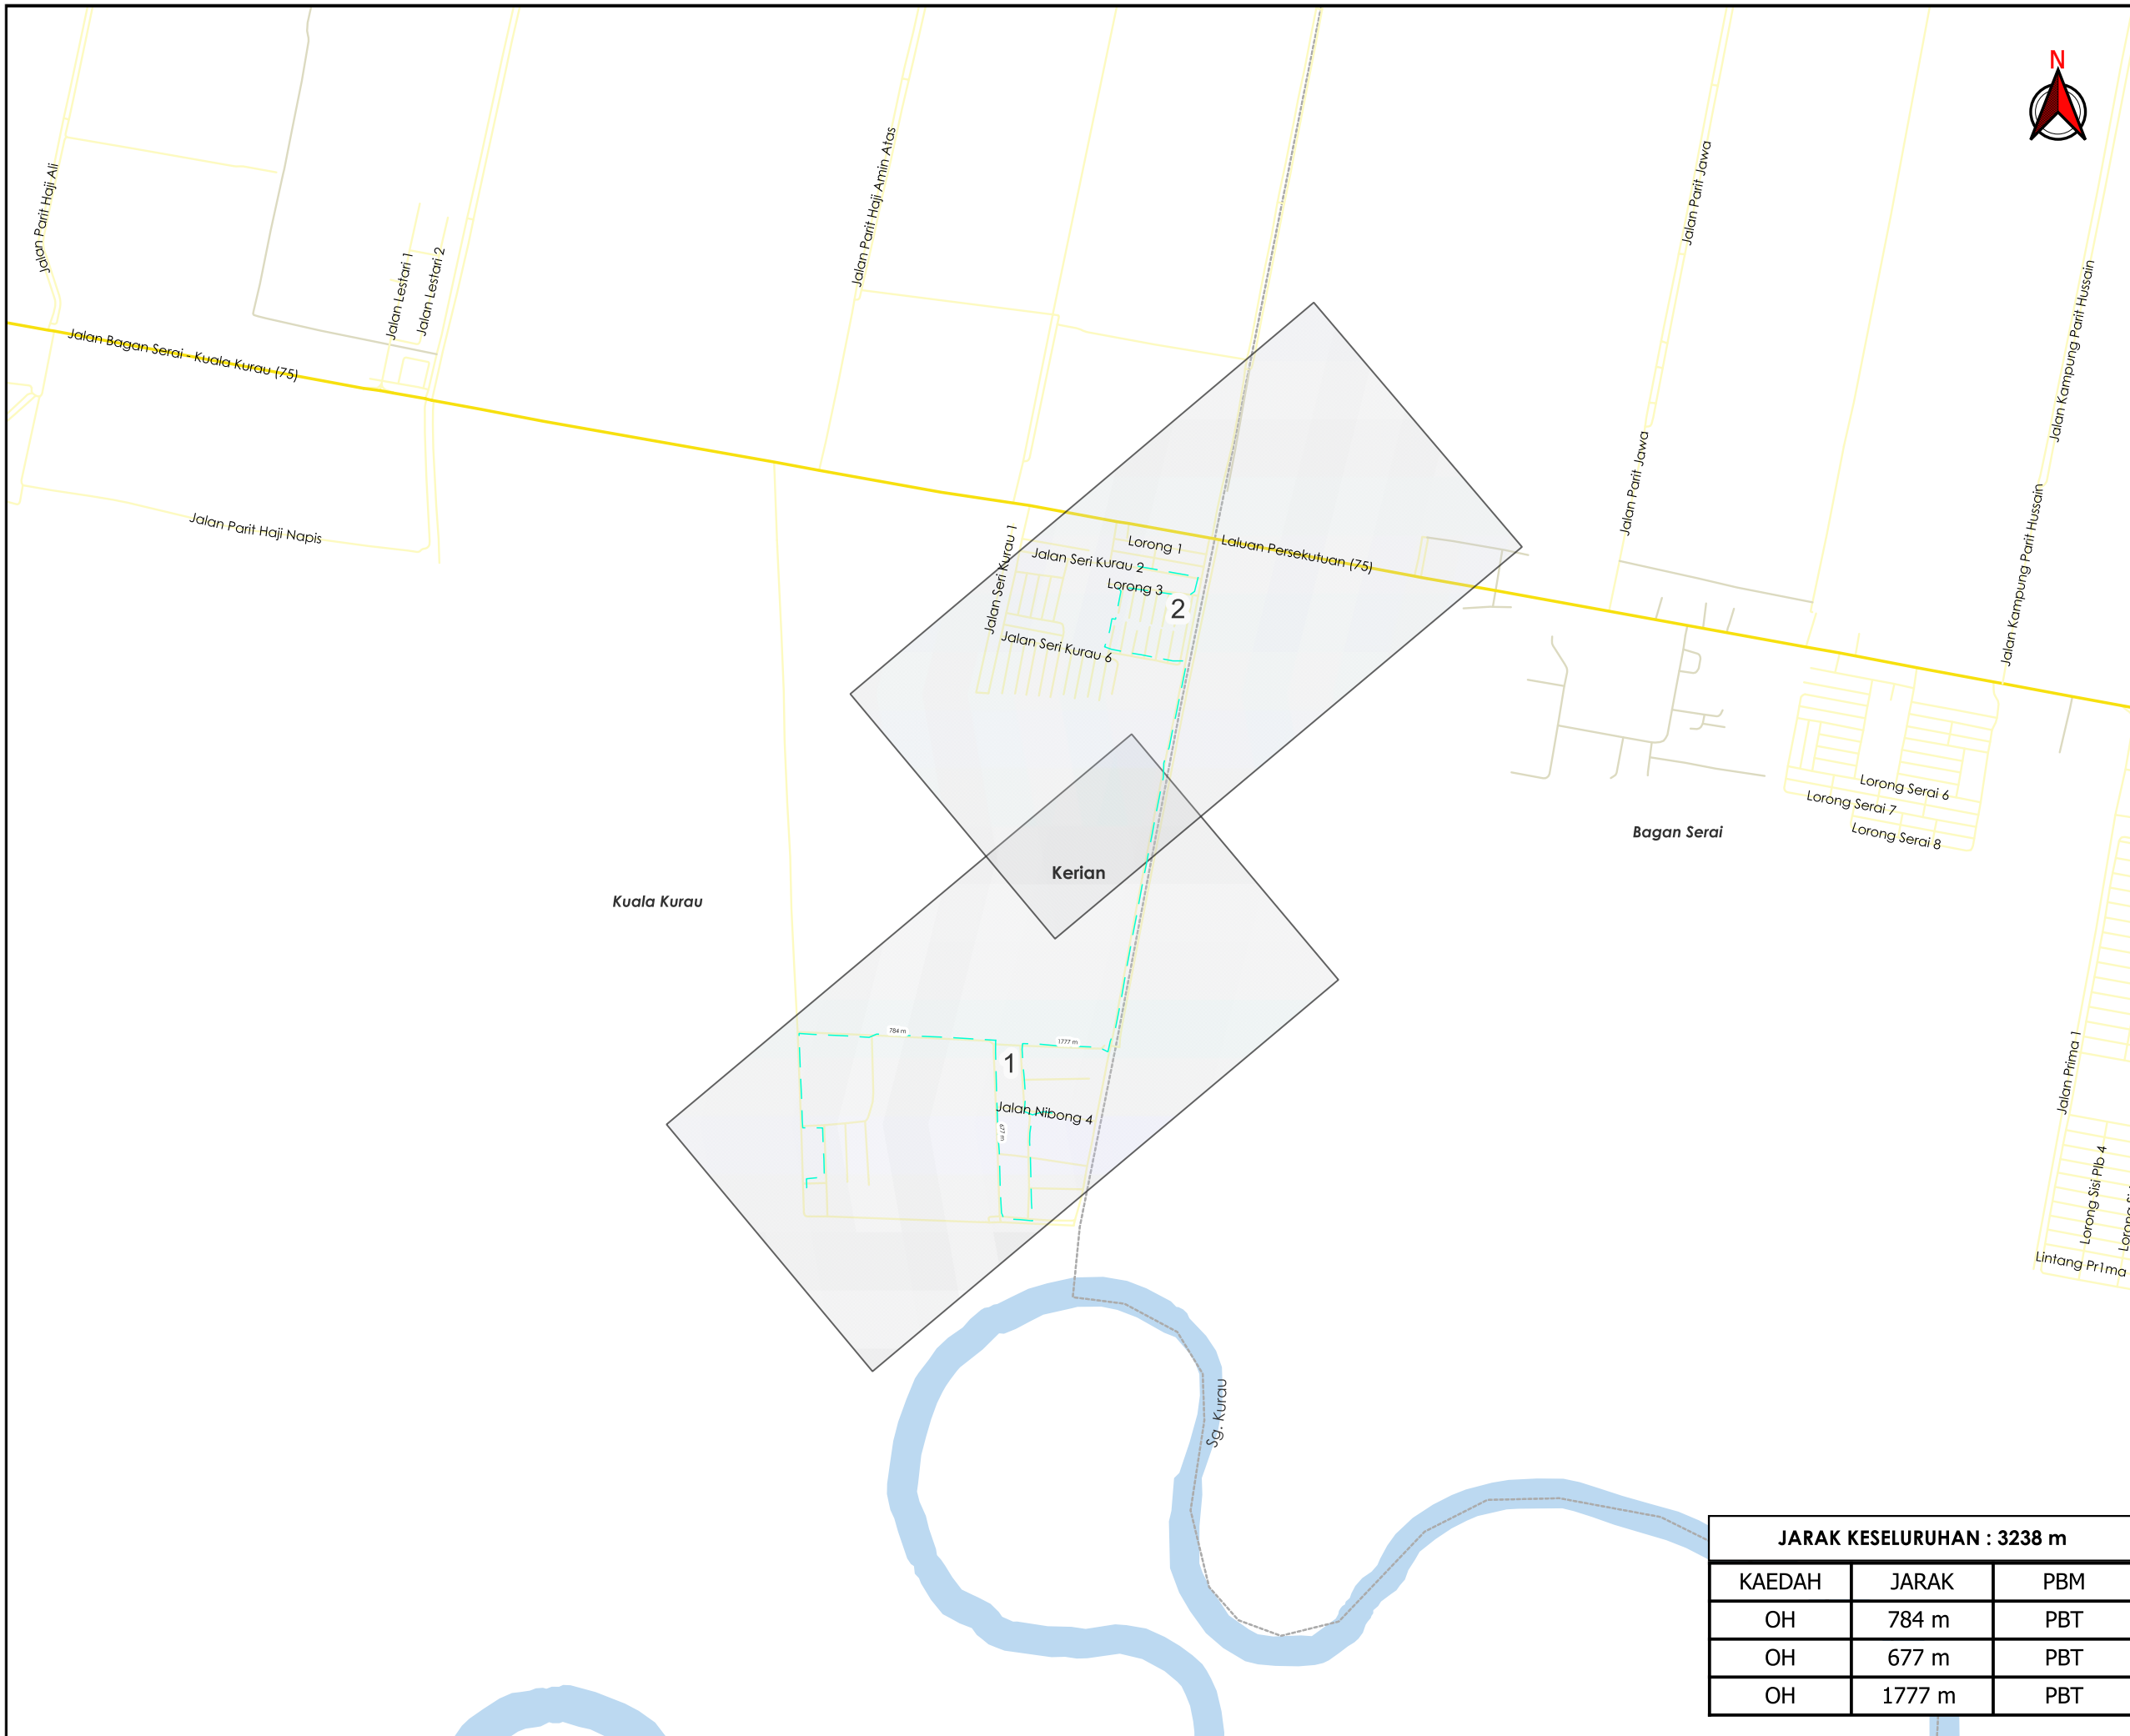 N
Jalan Parit Haji Ali
Jalan Parit Haji Amin Atas
Jalan Parit Jawa
Jalan Lestari 1
Jalan Lestari 2
Jalan Kampung Parit Hussain
Jalan Bagan Serai - Kuala Kurau (75)
Jalan Parit Haji Napis
Jalan Parit Jawa
Jalan Kampung Parit Hussain
Jalan Seri Kurau 1
Lorong 1
Laluan Persekutuan (75)
Jalan Seri Kurau 2
Lorong 3
2
Jalan Seri Kurau 6
Lorong Serai 6
Lorong Serai 7
Lorong Serai 8
Bagan Serai
Kerian
Kuala Kurau
784 m
1777 m
1
Jalan Nibong 4
677 m
Jalan Prima 1
Lorong Sisi Plb 4
Lintang Pr1ma
Sg. Kurau
JARAK KESELURUHAN : 3238 m
KAEDAH JARAK PBM
OH 784 m PBT
OH 677 m PBT
OH 1777 m PBT